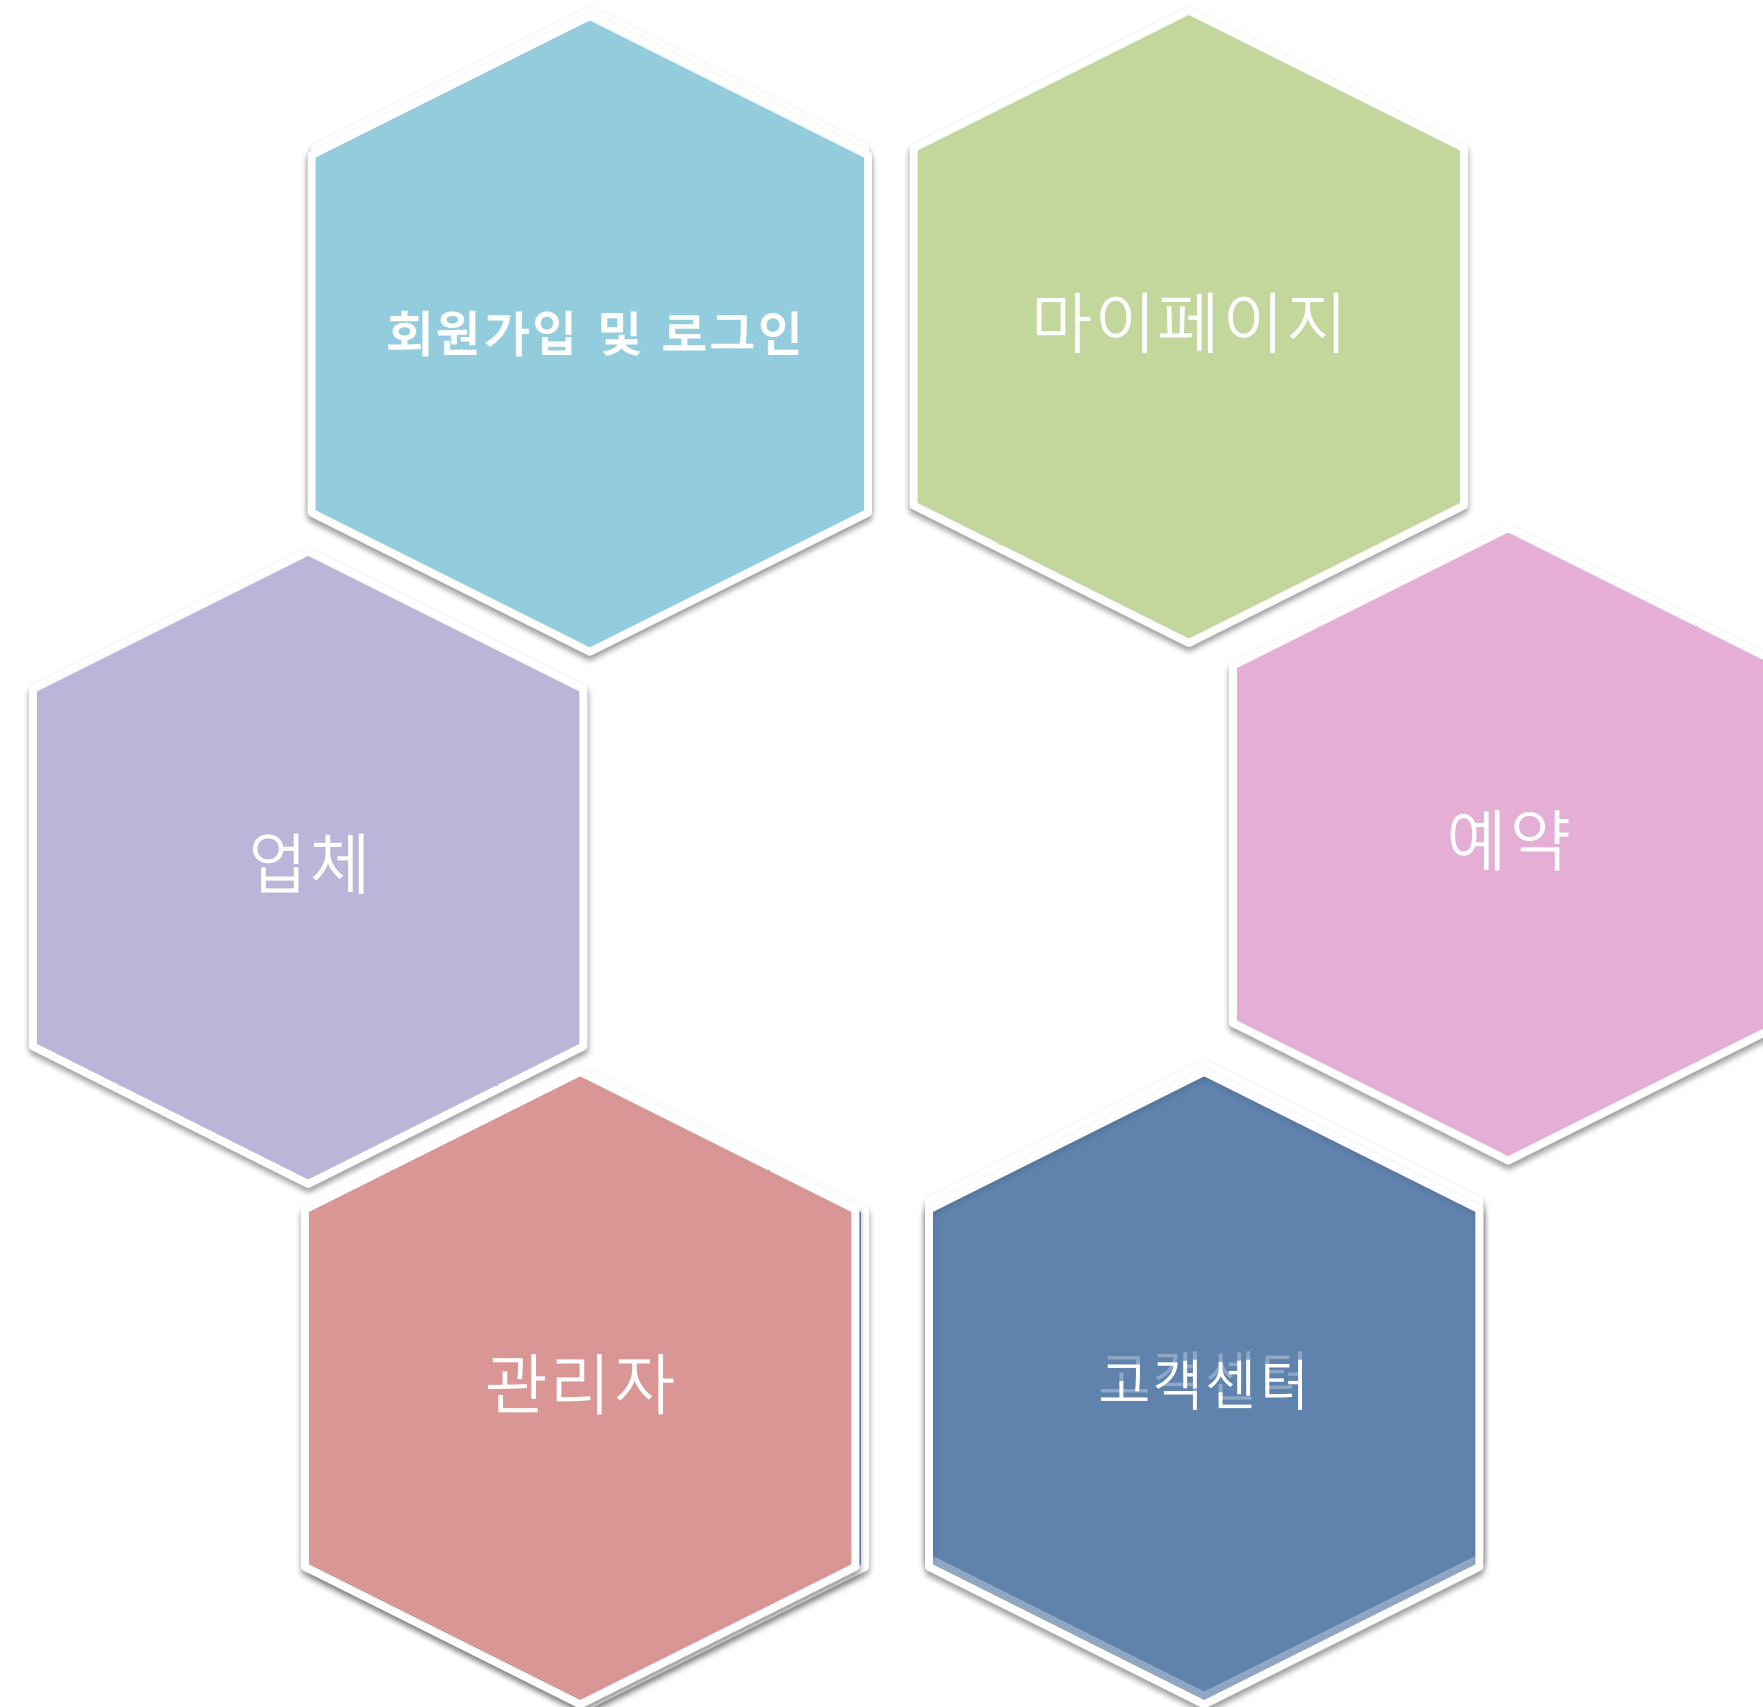 회원가입 및 로그인
마이페이지
업체
예약
관리자
고객센터